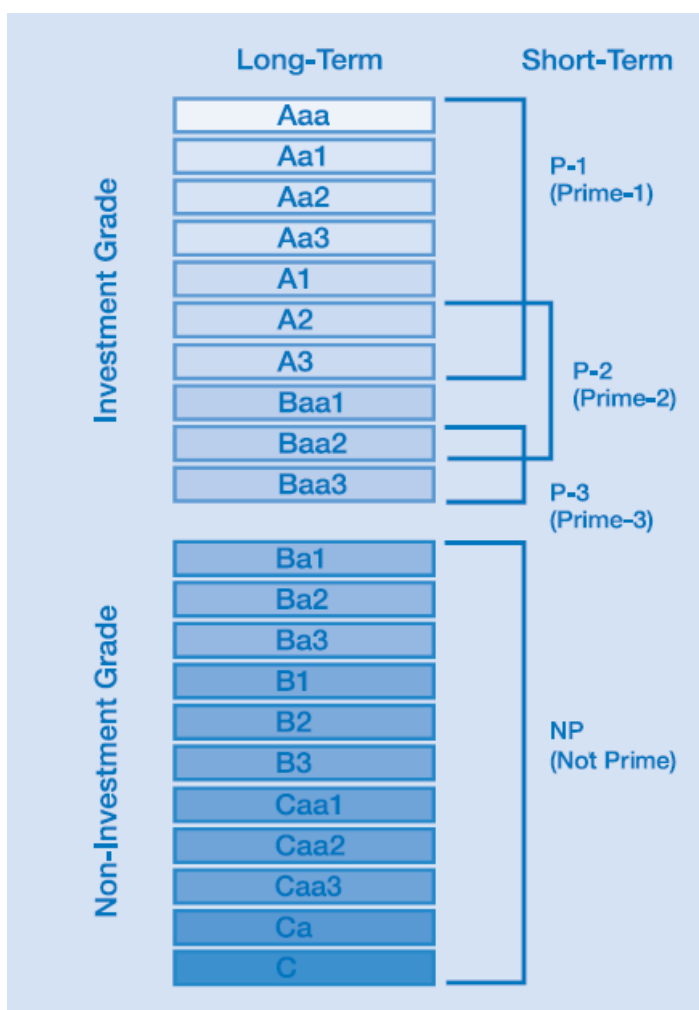 Long-Term
Short-Term
Investment Grade
Aaa
Aa1
Aa2
Aa3
A1
A2
A3
Baa1
Baa2
Baa3
P-1
(Prime-1)
P-2
(Prime-2)
P-3
(Prime-3)
Non-Investment Grade
Ba1
Ba2
Ba3
B1
B2
B3
Caa1
Caa2
Caa3
Ca
C
NP
(Not Prime)